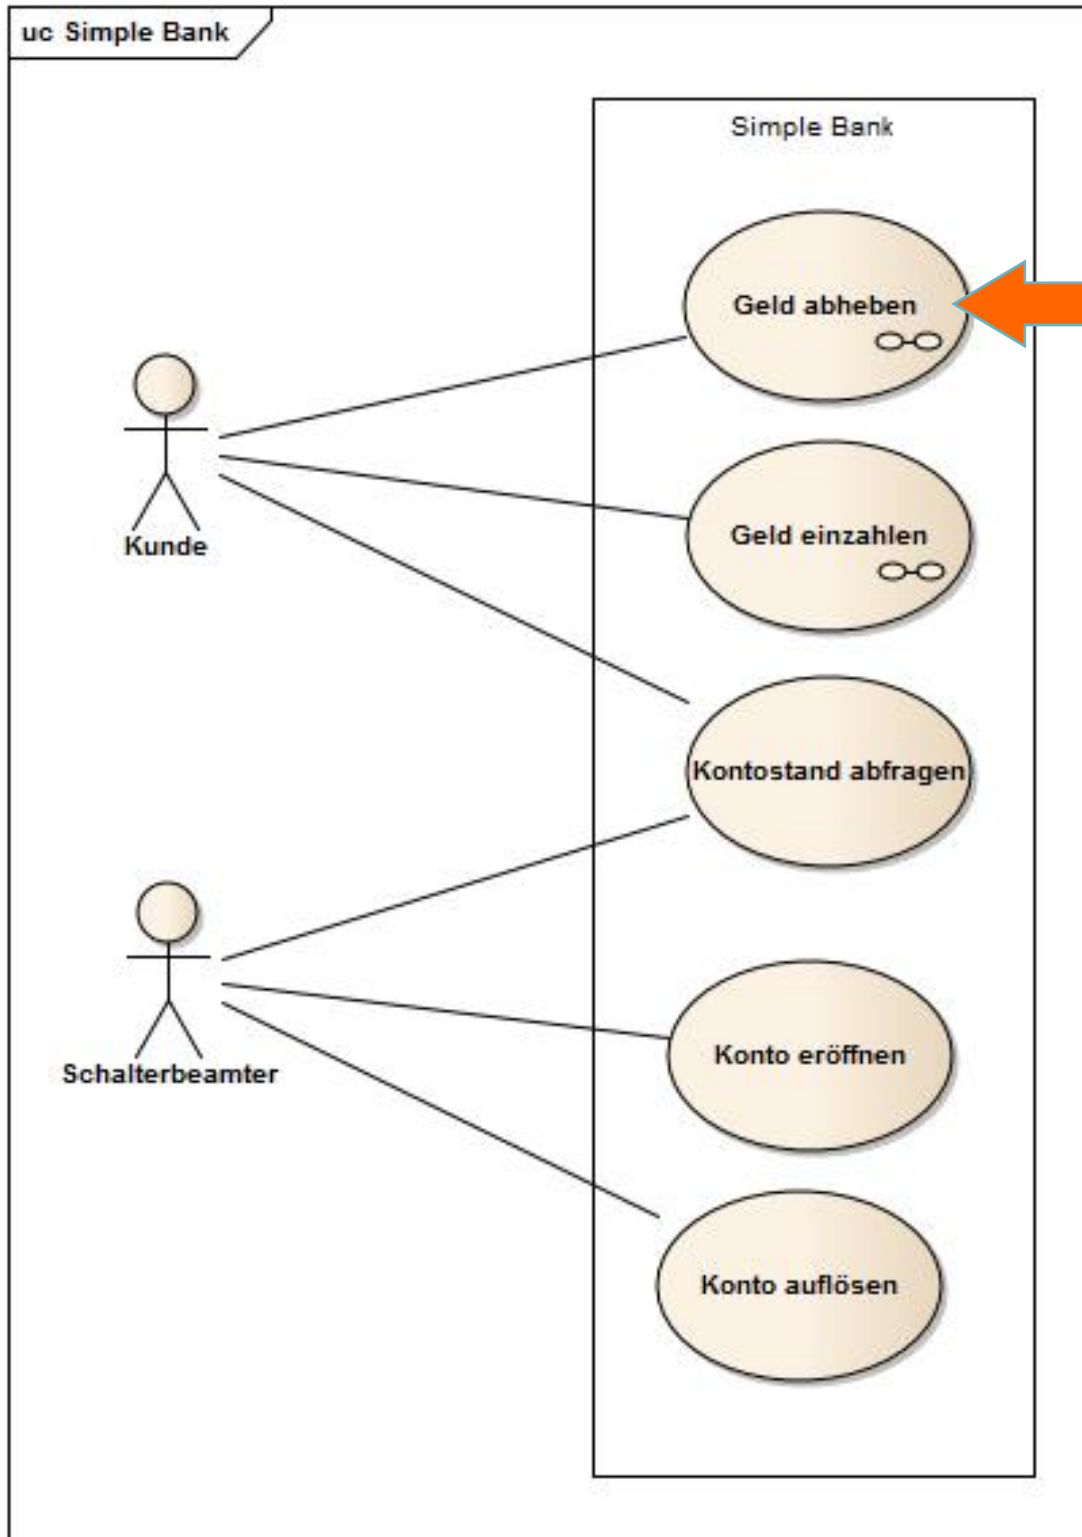 uc Simple Bank
Simple Bank
Geld abheben
Geld einzahlen
Kunde
Kontostand abfragen
Schalterbeamter
Konto eröffnen
Konto auflösen